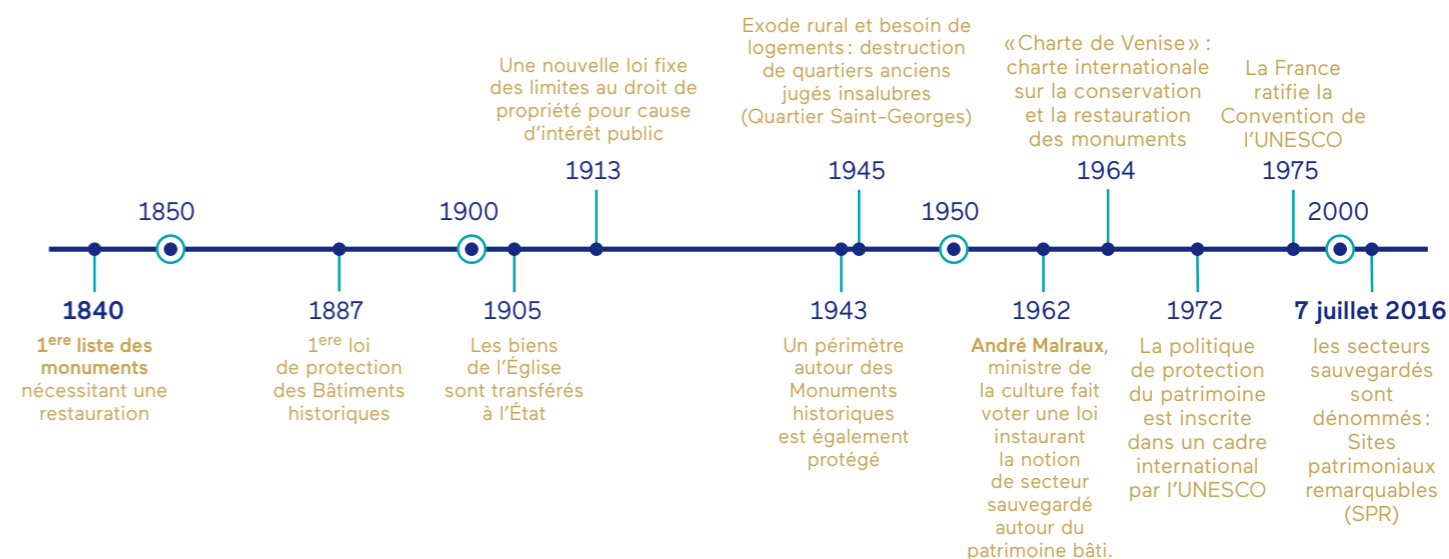 Exode rural et besoin de
logements : destruction
de quartiers anciens
jugés insalubres
(Quartier Saint-Georges)
« Charte de Venise » :
charte internationale
sur la conservation
et la restauration
des monuments
Une nouvelle loi fixe
des limites au droit de
propriété pour cause
d’intérêt public
La France
ratifie la
Convention de
l’UNESCO
1913
1945
1964
1975
1850
1900
1950
2000
1840
1ere liste des
monuments
nécessitant une
restauration
1887
1ere loi
de protection
des Bâtiments
historiques
1905
Les biens
de l’Église
sont transférés
à l’État
1943
Un périmètre
autour des
Monuments
historiques
est également
protégé
1962
André Malraux,
ministre de
la culture fait
voter une loi
instaurant
la notion
de secteur
sauvegardé
autour du
patrimoine bâti.
1972
La politique
de protection
du patrimoine
est inscrite
dans un cadre
international
par l’UNESCO
7 juillet 2016
les secteurs
sauvegardés
sont
dénommés :
Sites
patrimoniaux
remarquables
(SPR)